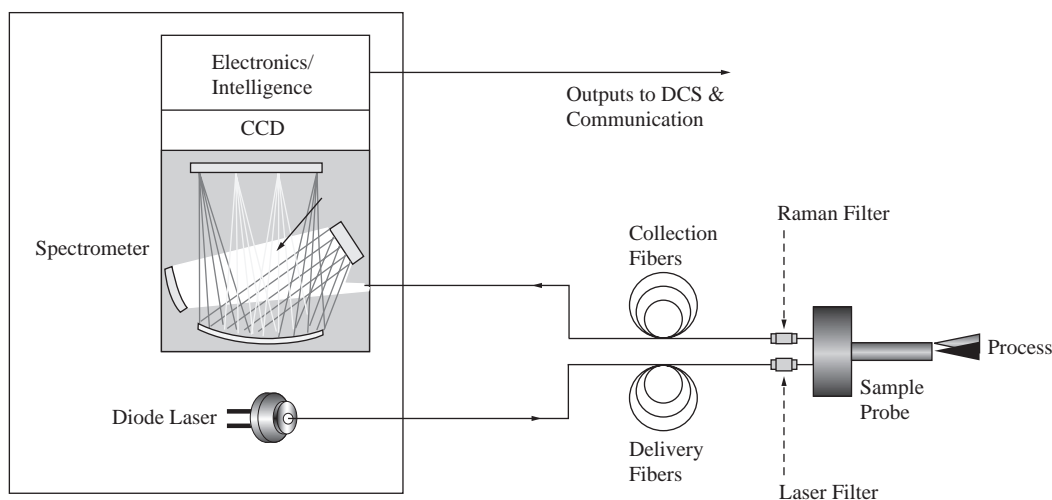 Electronics/
Intelligence
Outputs to DCS &
Communication
CCD
Raman Filter
Spectrometer
Collection
Fibers
Process
Sample
Probe
Diode Laser
Delivery
Fibers
Laser Filter